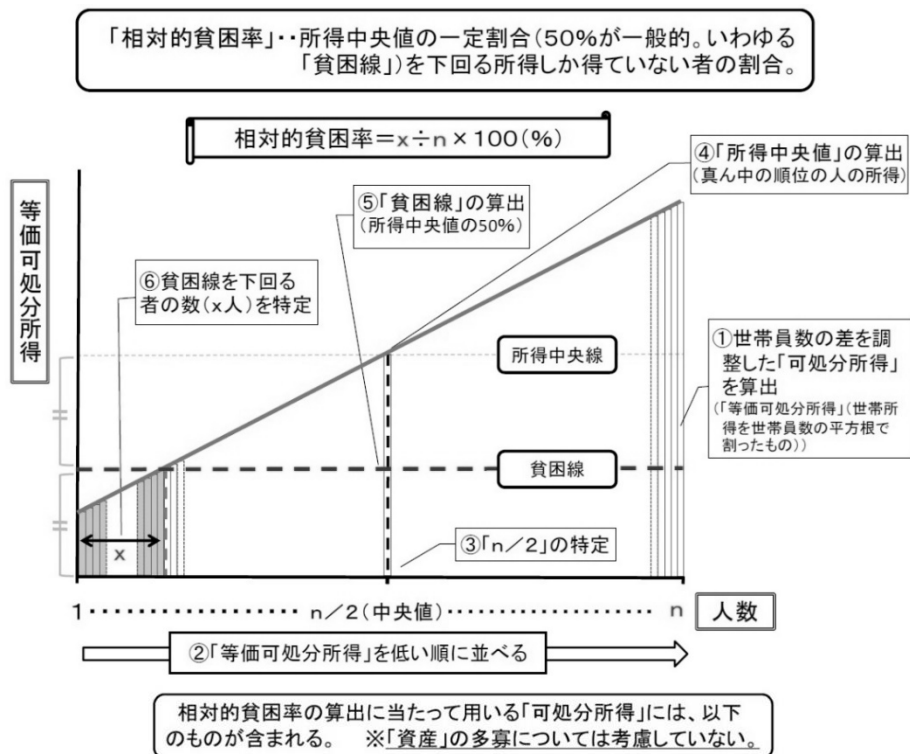 「相対的貧困率」‥所得中央値の一定割合(50%が一般的。いわゆる
「貧困線」)を下回る所得しか得ていない者の割合。
相対的貧困率=x÷n×100(%)
④「所得中央値」の算出
(真ん中の順位の人の所得)
等価可処分所得
⑤「貧困線」の算出
(所得中央値の50%)
⑥貧困線を下回る
者の数(x人)を特定
所得中央線
①世帯員数の差を調
整した「可処分所得」
を算出
(「等価可処分所得」(世帯所
得を世帯員数の平方根で
割ったもの))
貧困線
x
③「n/2」の特定
1・・・・・・・・・・・・・・・・・・・ n/2(中央値)・・・・・・・・・・・・・・・・・・・ n
人数
②「等価可処分所得」を低い順に並べる
相対的貧困率の算出に当たって用いる「可処分所得」には、以下
のものが含まれる。 ※「資産」の多寡については考慮していない。